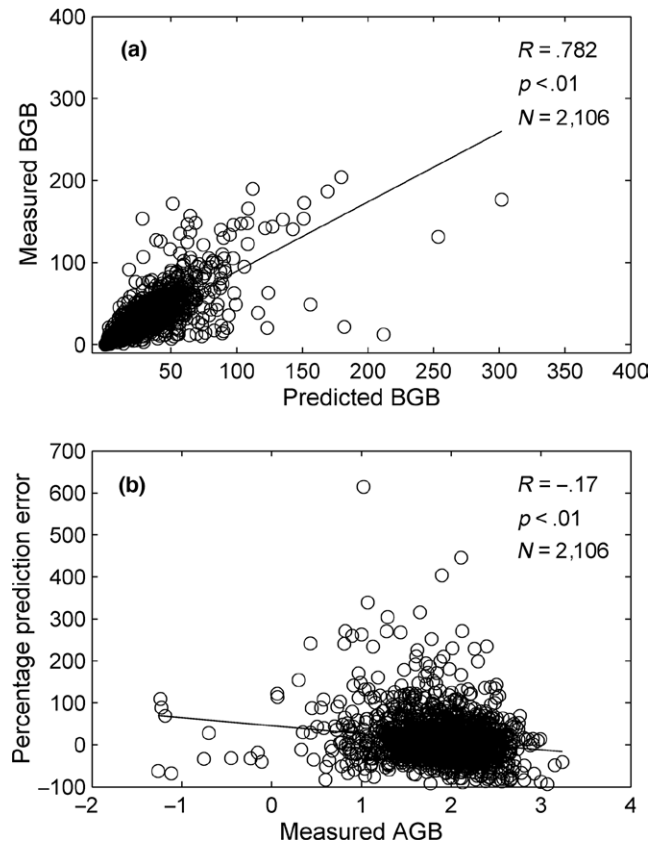 400
(a)
R = .782
p < .01
N = 2,106
300
200
100
0
Measured BGB
50 100 150 200 250 300 350 400
Predicted BGB
700
(b)
R = –.17
p < .01
N = 2,106
600
500
400
300
200
100
0
–100
Percentage prediction error
–2 –1 0 1 2 3 4
Measured AGB